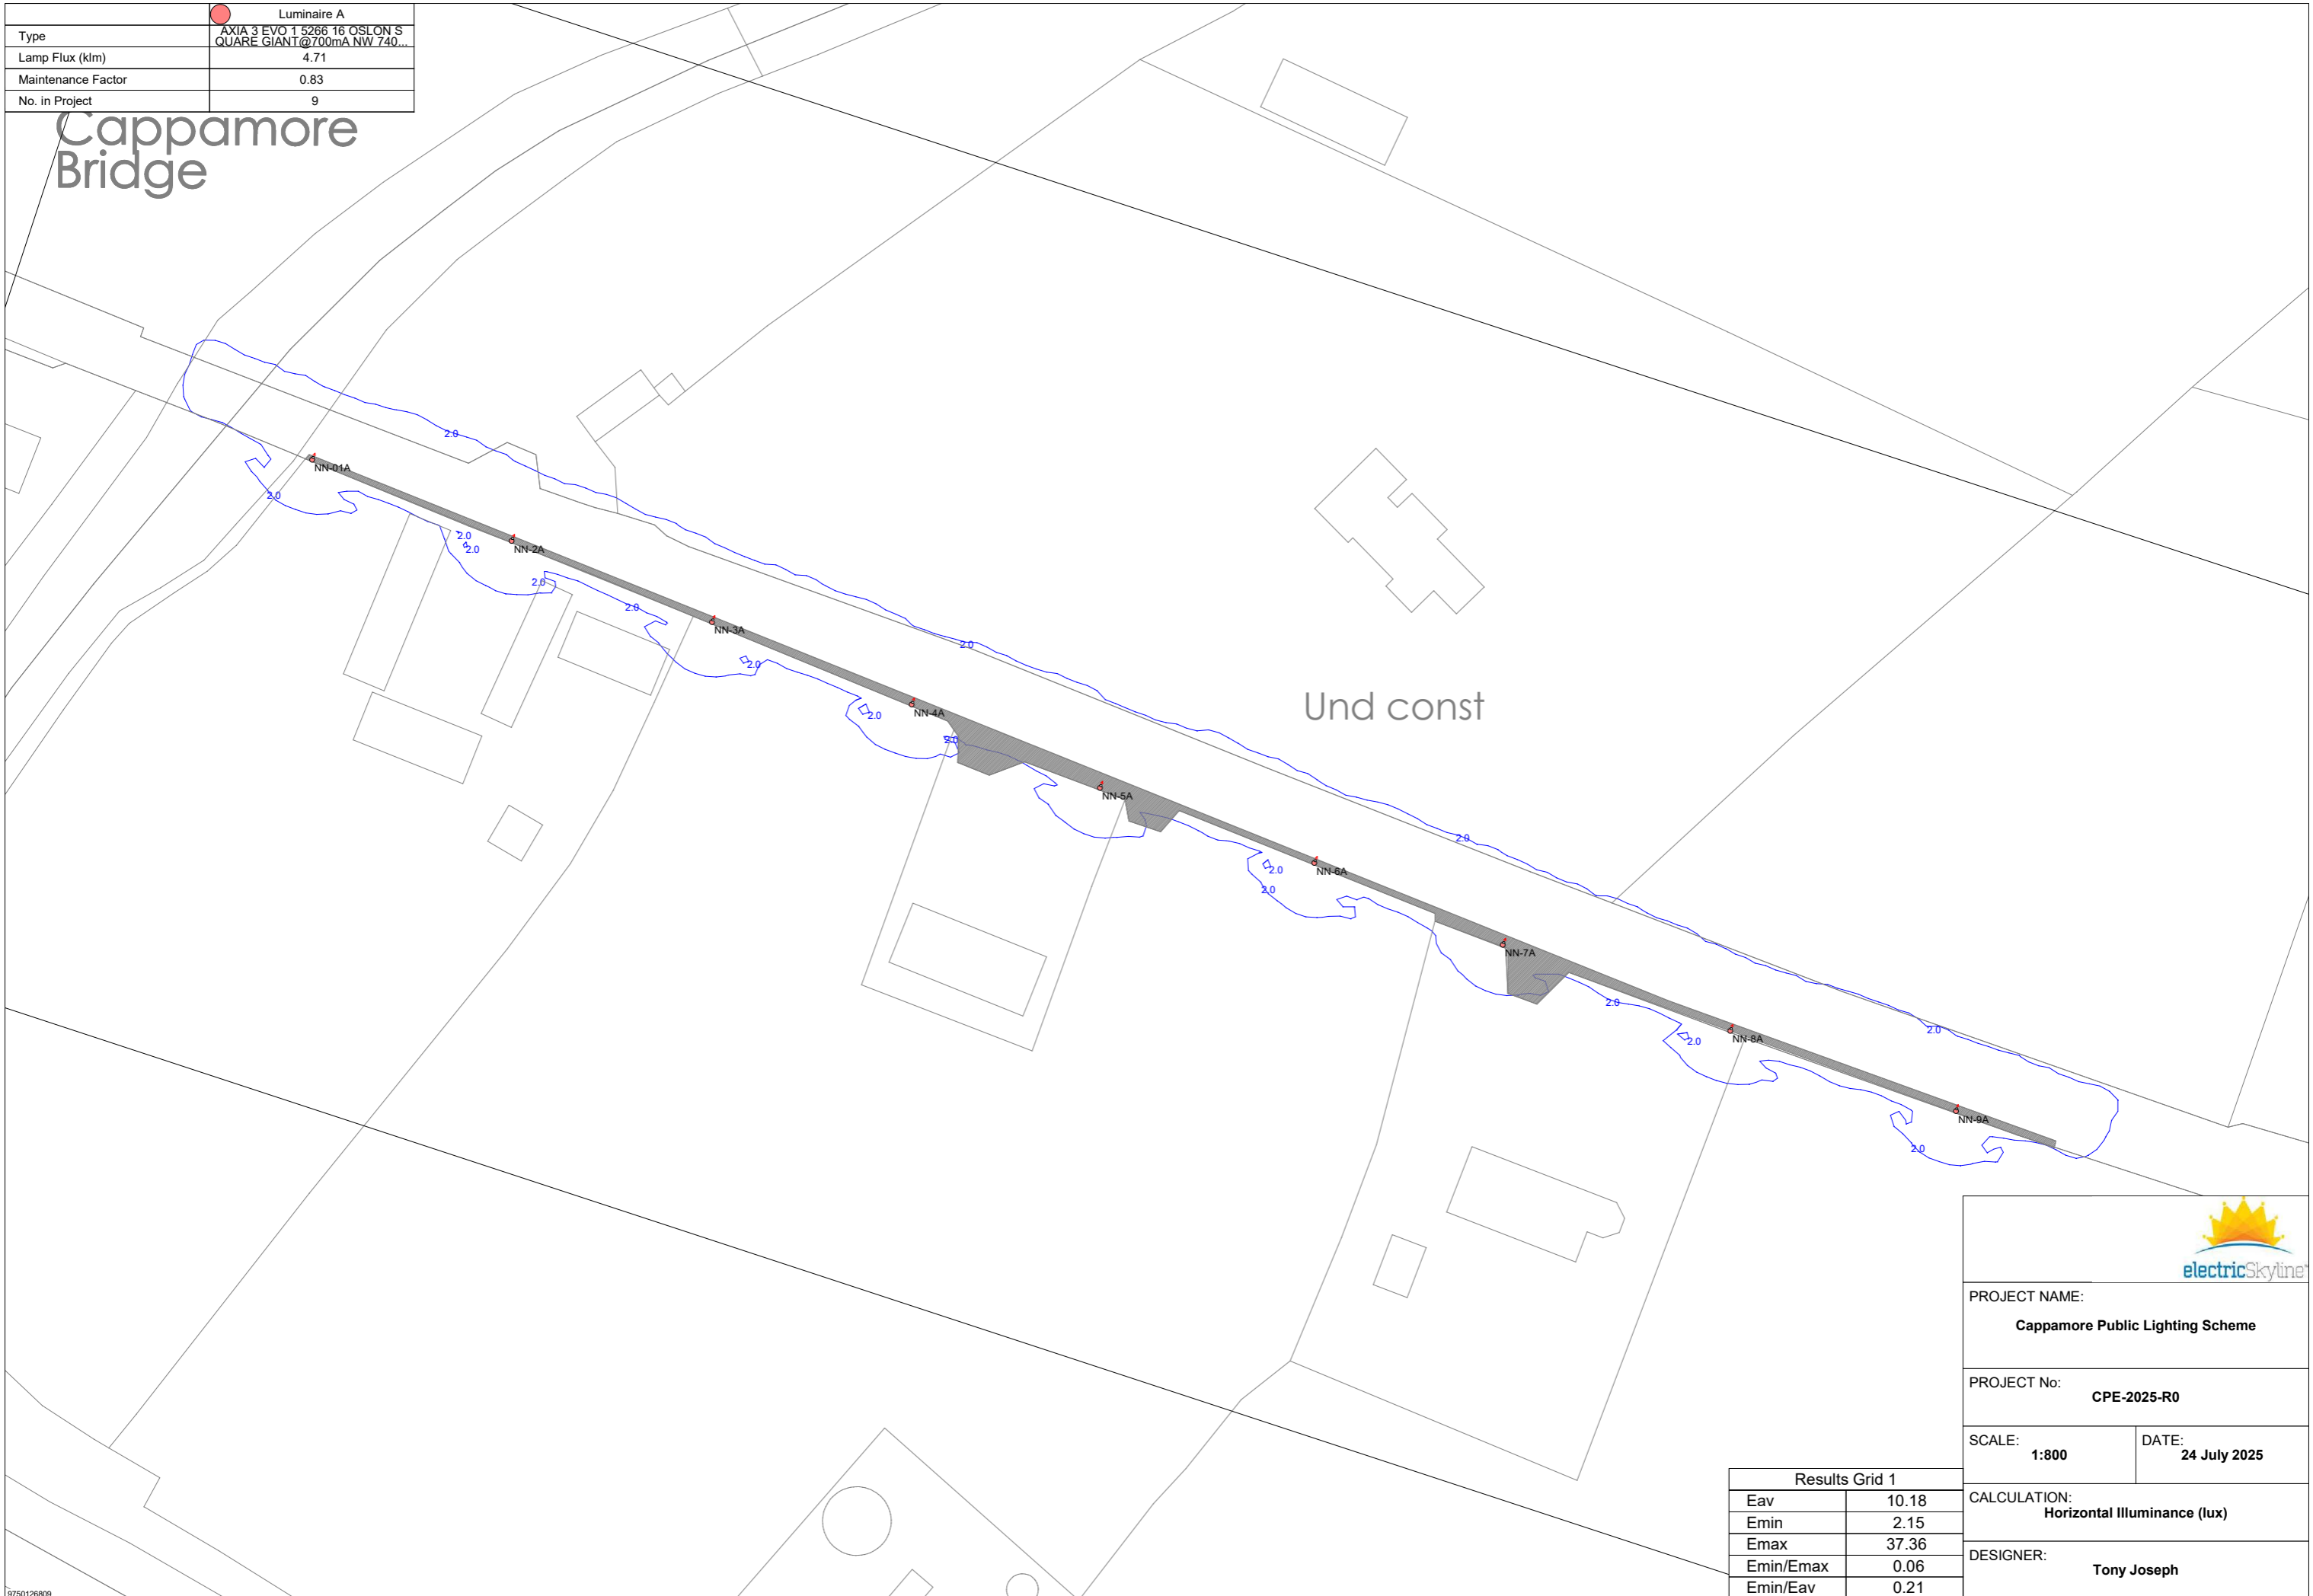 Luminaire A
Type AXIA 3 EVO 1 5266 16 OSLON S
QUARE GIANT@700mA NW 740...
Lamp Flux (klm) 4.71
Maintenance Factor 0.83
No. in Project 9
Cappamore
Bridge
2.0
NN-01A
2.0
2.0
2.0
NN-2A
2.0
2.0
NN-3A
2.0
2.0
NN-4A
2.0
2.0
Und const
NN-5A
2.0
NN-6A
2.0
2.0
NN-7A
2.0
2.0
NN-8A
2.0
NN-9A
2.0
electricSkyline
PROJECT NAME:
Cappamore Public Lighting Scheme
PROJECT No:
CPE-2025-R0
SCALE:
1:800
DATE:
24 July 2025
CALCULATION:
Horizontal Illuminance (lux)
DESIGNER:
Tony Joseph
Results Grid 1
Eav 10.18
Emin 2.15
Emax 37.36
Emin/Emax 0.06
Emin/Eav 0.21
9750126809